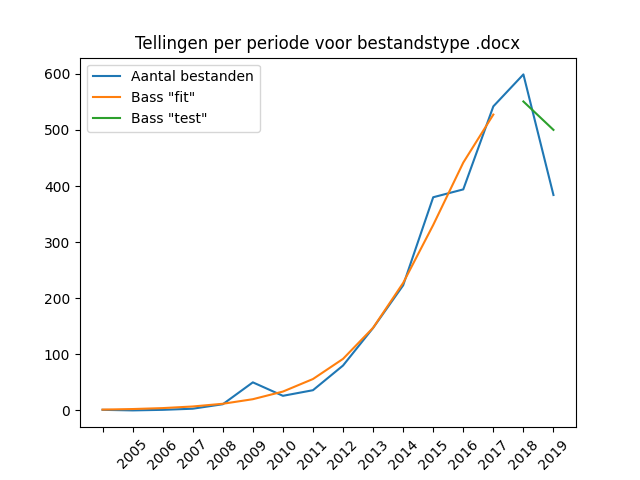 Tellingen per periode voor bestandstype .docx
Aantal bestanden
Bass "fit"
Bass "test"
600
500
400
300
200
100
0
2005 2006 2007 2008 2009 2010 2011 2012 2013 2014 2015 2016 2017 2018 2019